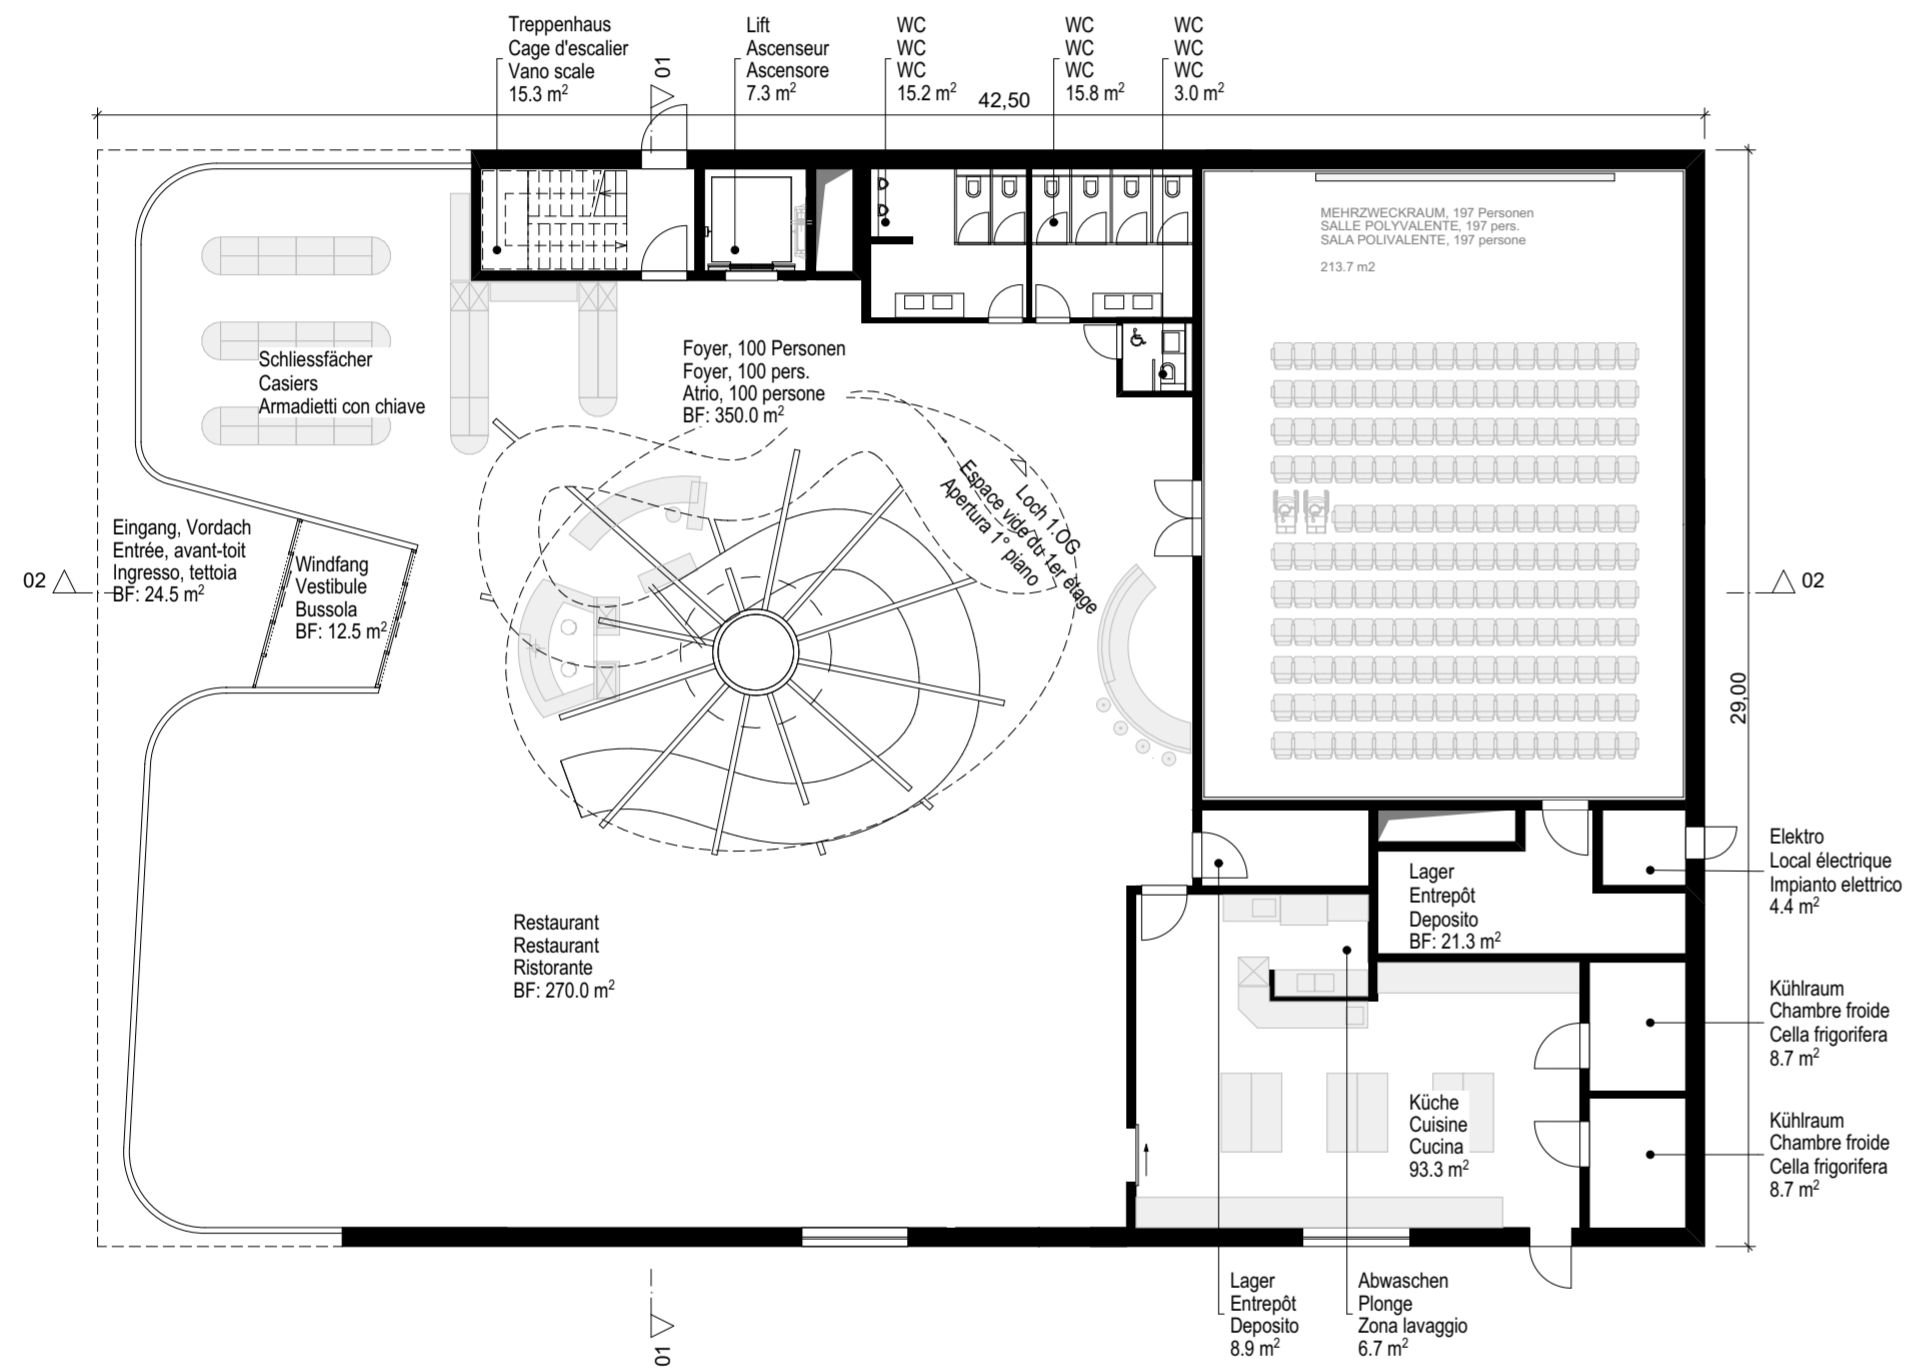 Treppenhaus
Cage d'escalier
Vano scale
15.3 m²
01
Lift
Ascenseur
Ascensore
7.3 m²
WC
WC
WC
15.2 m²
42,50
WC
WC
WC
15.8 m²
WC
WC
WC
3.0 m²
MEHRZWECKRAUM, 197 Personen
SALLE POLYVALENTE, 197 pers.
SALA POLIVALENTE, 197 persone
213.7 m2
Schliessfächer
Casiers
Armadietti con chiave
Foyer, 100 Personen
Foyer, 100 pers.
Atrio, 100 persone
BF: 350.0 m²
Loch 1.OG
Espace vide du 1er étage
Apertura 1° piano
Eingang, Vordach
Entrée, avant-toit
Ingresso, tettoia
BF: 24.5 m²
Windfang
Vestibule
Bussola
BF: 12.5 m²
02
02
29,00
Elektro
Local électrique
Impianto elettrico
4.4 m²
Lager
Entrepôt
Deposito
BF: 21.3 m²
Restaurant
Restaurant
Ristorante
BF: 270.0 m²
Kühlraum
Chambre froide
Cella frigorifera
8.7 m²
Küche
Cuisine
Cucina
93.3 m²
Kühlraum
Chambre froide
Cella frigorifera
8.7 m²
Lager
Entrepôt
Deposito
8.9 m²
Abwaschen
Plonge
Zona lavaggio
6.7 m²
01